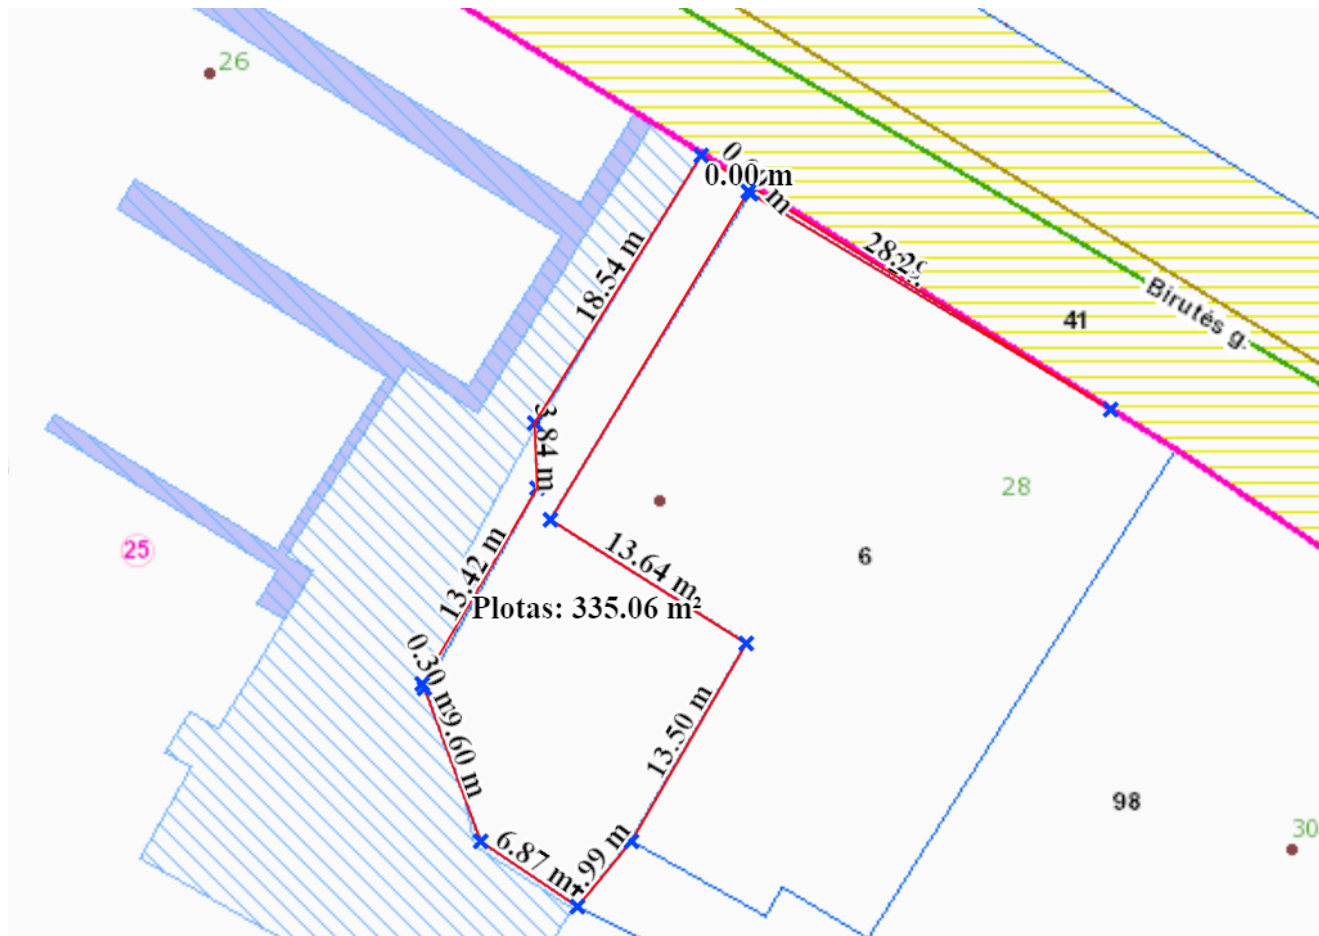 26
0.00 m
18.54 m
28.29
Birutės g.
41
3.84 m
28
25
13.42 m
13.64 m
6
Plotas: 335.06 m²
0.30 m
9.60 m
13.50 m
98
6.87 m
.99 m
30